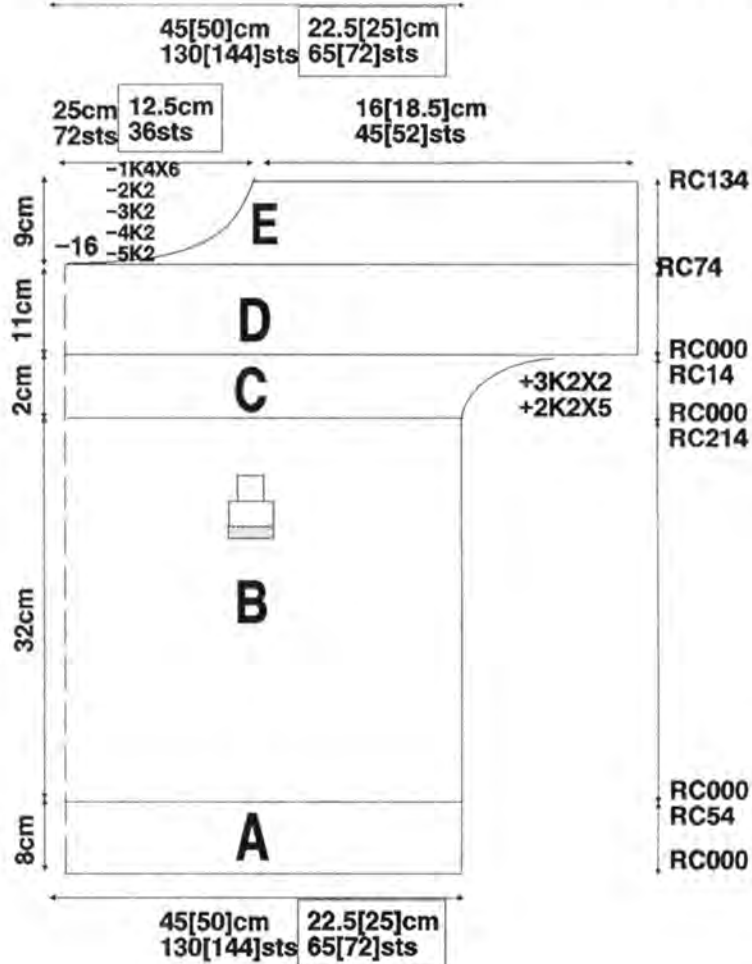 45[50]cm
130[144]sts
22.5[25]cm
65[72]sts
25cm
72sts
12.5cm
36sts
16[18.5]cm
45[52]sts
-1K4X6
-2K2
-3K2
-4K2
-16 -5K2
9cm
E
RC134
RC74
11cm
D
RC000
2cm
C
RC14
+3K2X2
+2K2X5
RC000
RC214
32cm
B
RC000
8cm
A
RC54
RC000
45[50]cm
130[144]sts
22.5[25]cm
65[72]sts